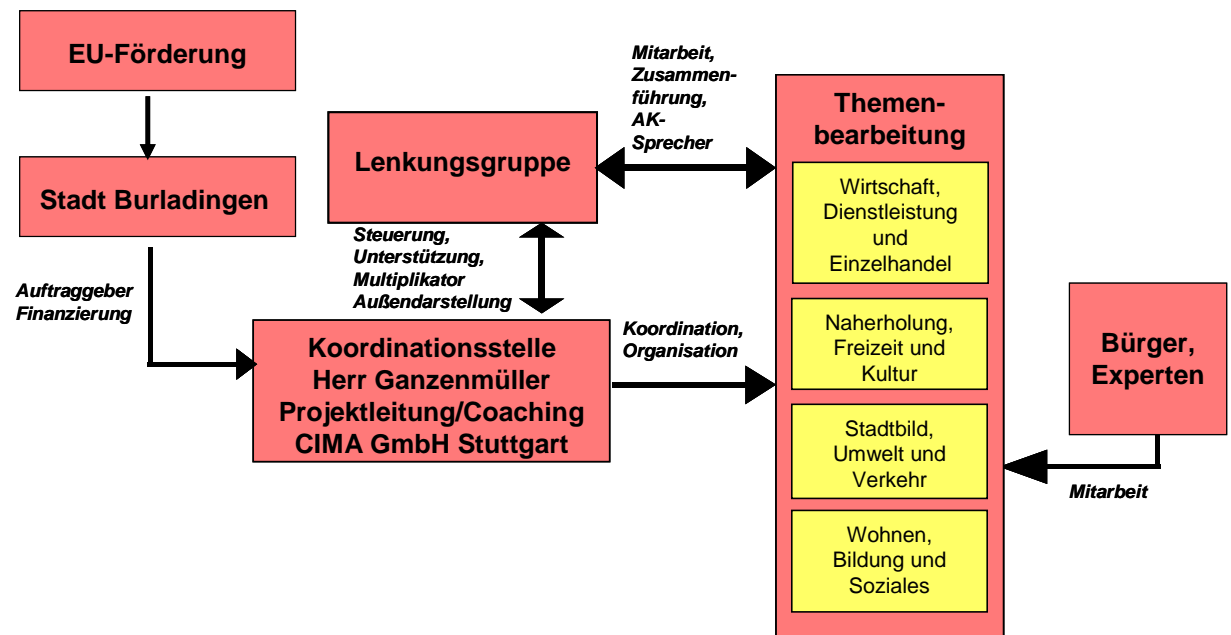 EU-Förderung
Stadt Burladingen
Auftraggeber
Finanzierung
Lenkungsgruppe
Steuerung,
Unterstützung,
Multiplikator
Außendarstellung
Koordinationsstelle
Herr Ganzenmüller
Projektleitung/Coaching
CIMA GmbH Stuttgart
Mitarbeit,
Zusammen-
führung,
AK-
Sprecher
Koordination,
Organisation
Themen-
bearbeitung
Wirtschaft,
Dienstleistung
und
Einzelhandel
Naherholung,
Freizeit und
Kultur
Stadtbild,
Umwelt und
Verkehr
Wohnen,
Bildung und
Soziales
Bürger,
Experten
Mitarbeit